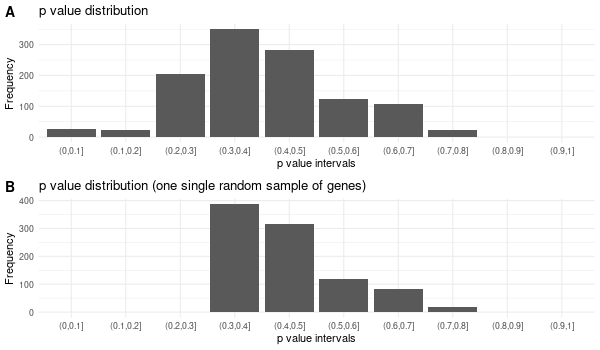 A
p value distribution
Frequency
300
200
100
0
(0,0.1] (0.1,0.2] (0.2,0.3] (0.3,0.4] (0.4,0.5] (0.5,0.6] (0.6,0.7] (0.7,0.8] (0.8,0.9] (0.9,1]
p value intervals
B
p value distribution (one single random sample of genes)
Frequency
400
300
200
100
0
(0,0.1] (0.1,0.2] (0.2,0.3] (0.3,0.4] (0.4,0.5] (0.5,0.6] (0.6,0.7] (0.7,0.8] (0.8,0.9] (0.9,1]
p value intervals